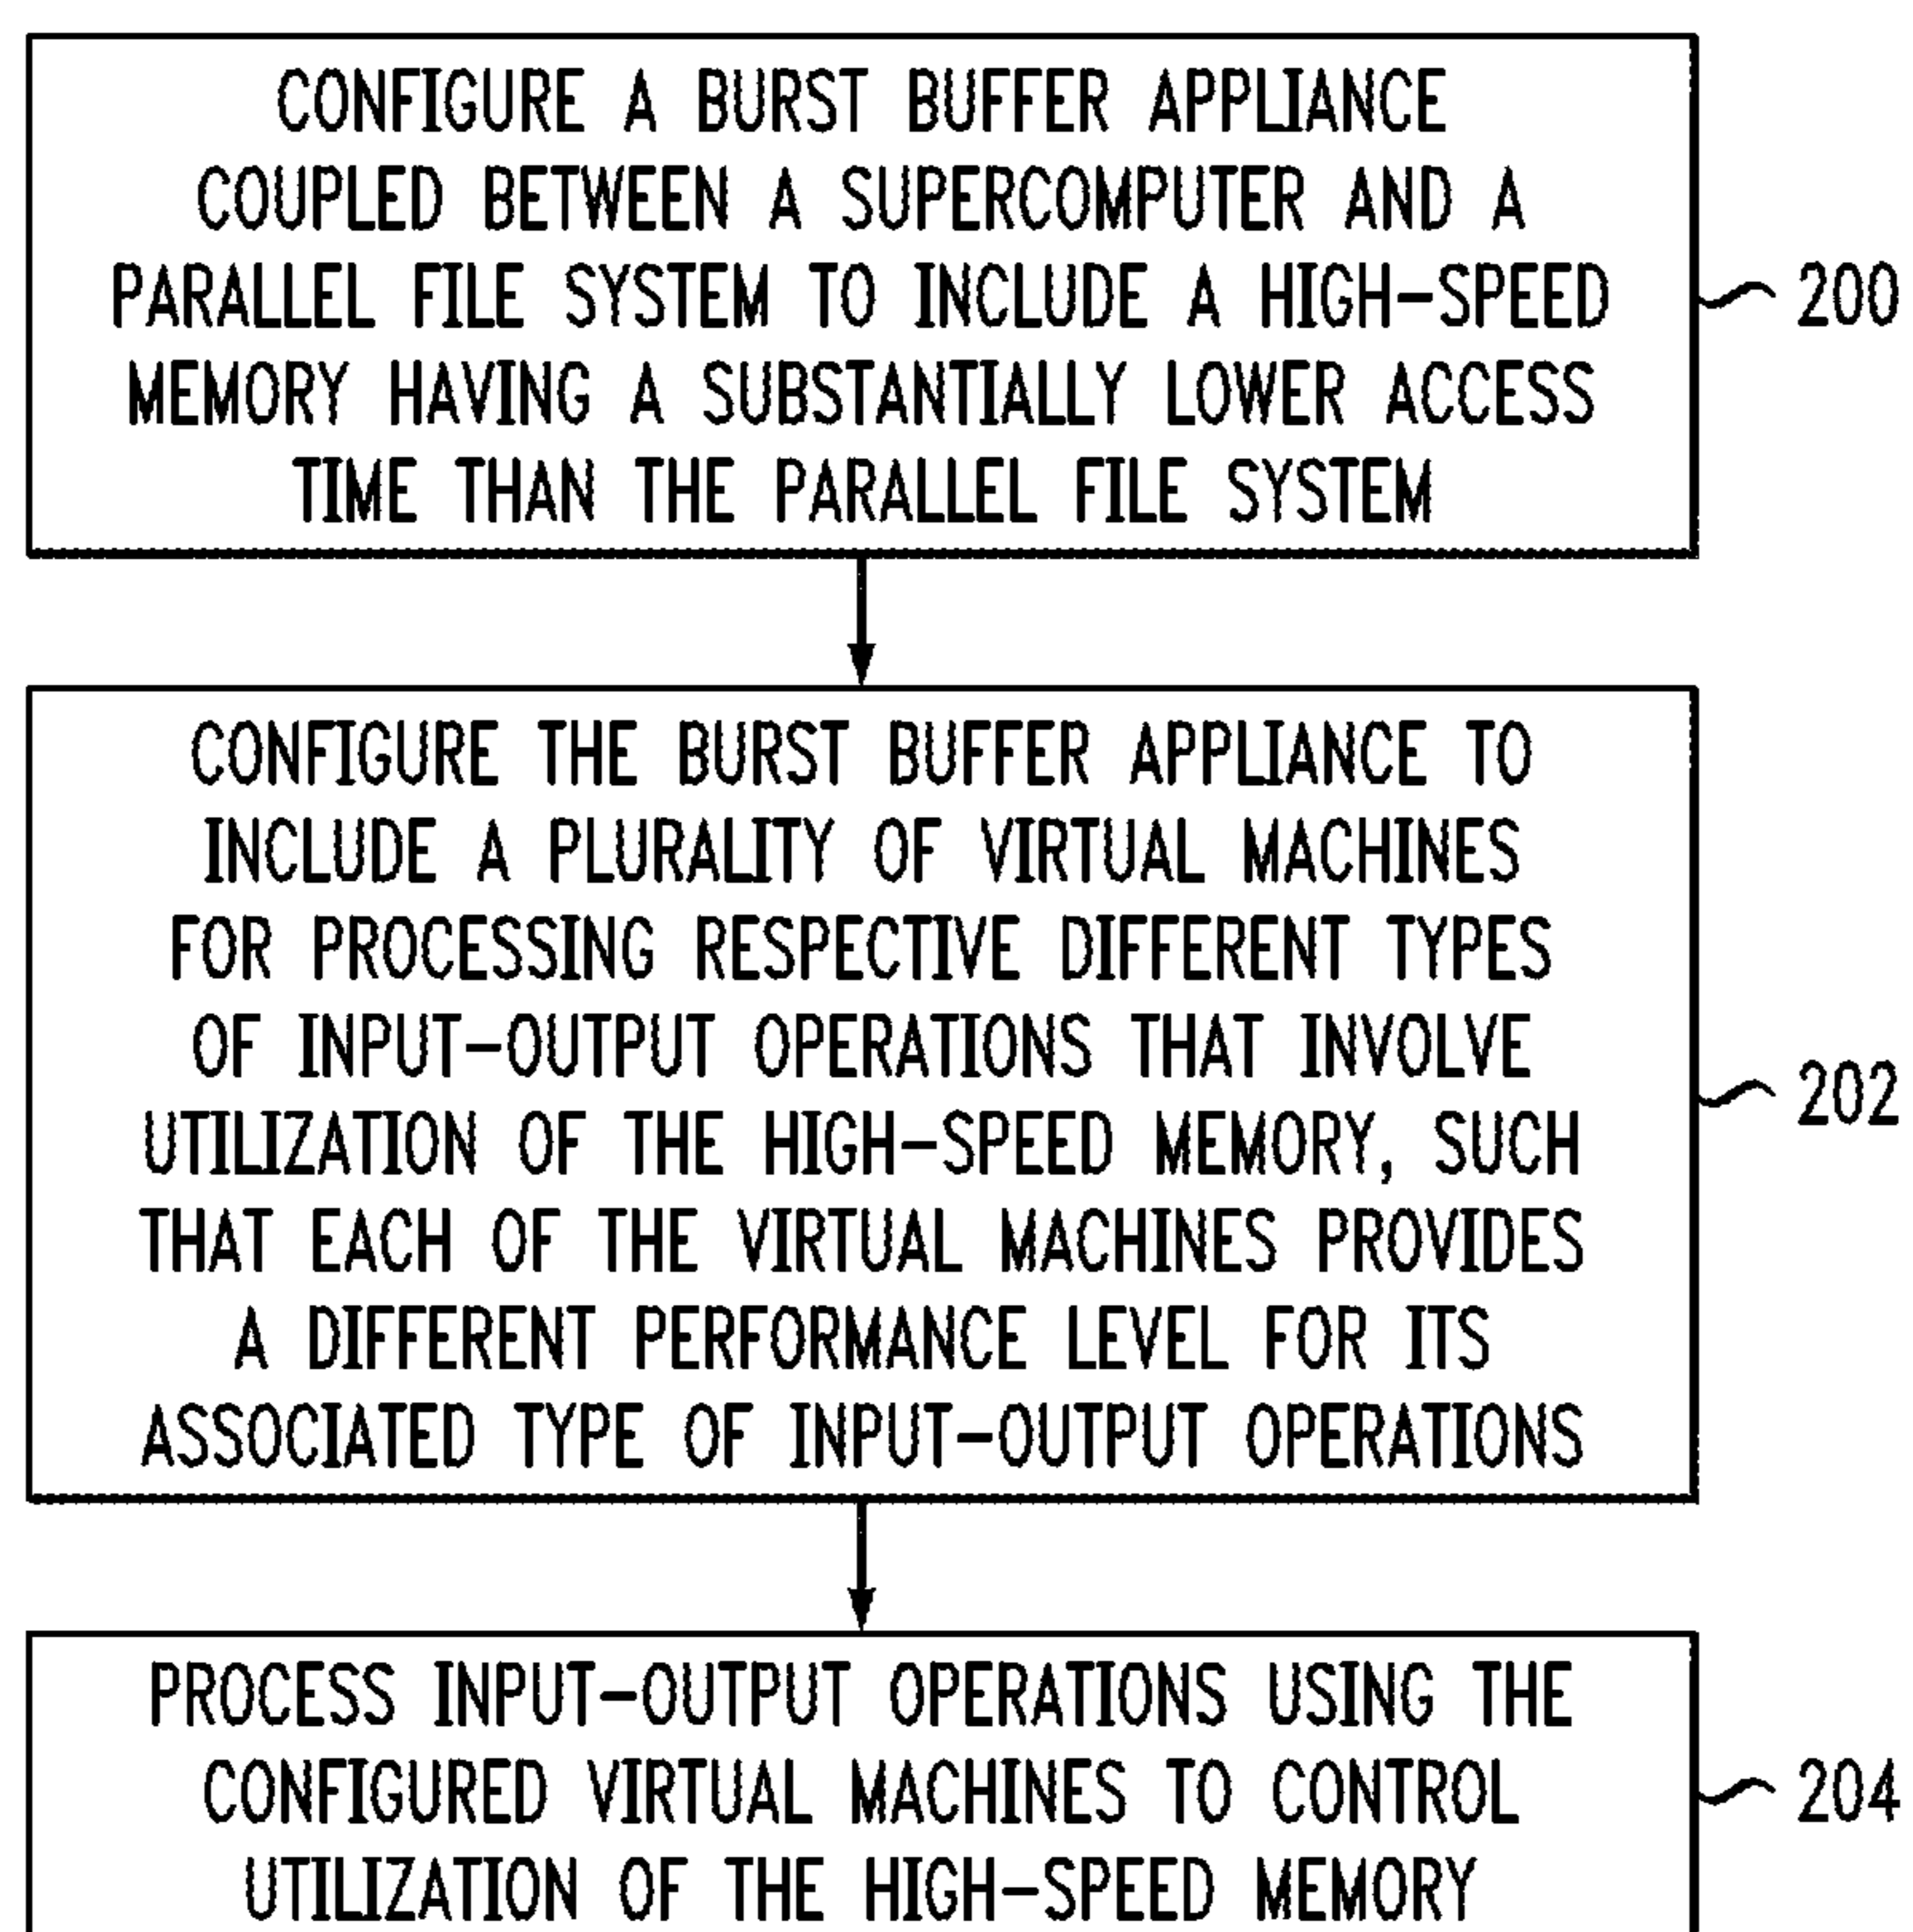 CONFIGURE A BURST BUFFER APPLIANCE
COUPLED BETWEEN A SUPERCOMPUTER AND A
PARALLEL FILE SYSTEM TO INCLUDE A HIGH-SPEED
MEMORY HAVING A SUBSTANTIALLY LOWER ACCESS
TIME THAN THE PARALLEL FILE SYSTEM
200
CONFIGURE THE BURST BUFFER APPLIANCE TO
INCLUDE A PLURALITY OF VIRTUAL MACHINES
FOR PROCESSING RESPECTIVE DIFFERENT TYPES
OF INPUT-OUTPUT OPERATIONS THAT INVOLVE
UTILIZATION OF THE HIGH-SPEED MEMORY, SUCH
THAT EACH OF THE VIRTUAL MACHINES PROVIDES
A DIFFERENT PERFORMANCE LEVEL FOR ITS
ASSOCIATED TYPE OF INPUT-OUTPUT OPERATIONS
202
PROCESS INPUT-OUTPUT OPERATIONS USING THE
CONFIGURED VIRTUAL MACHINES TO CONTROL
UTILIZATION OF THE HIGH-SPEED MEMORY
204